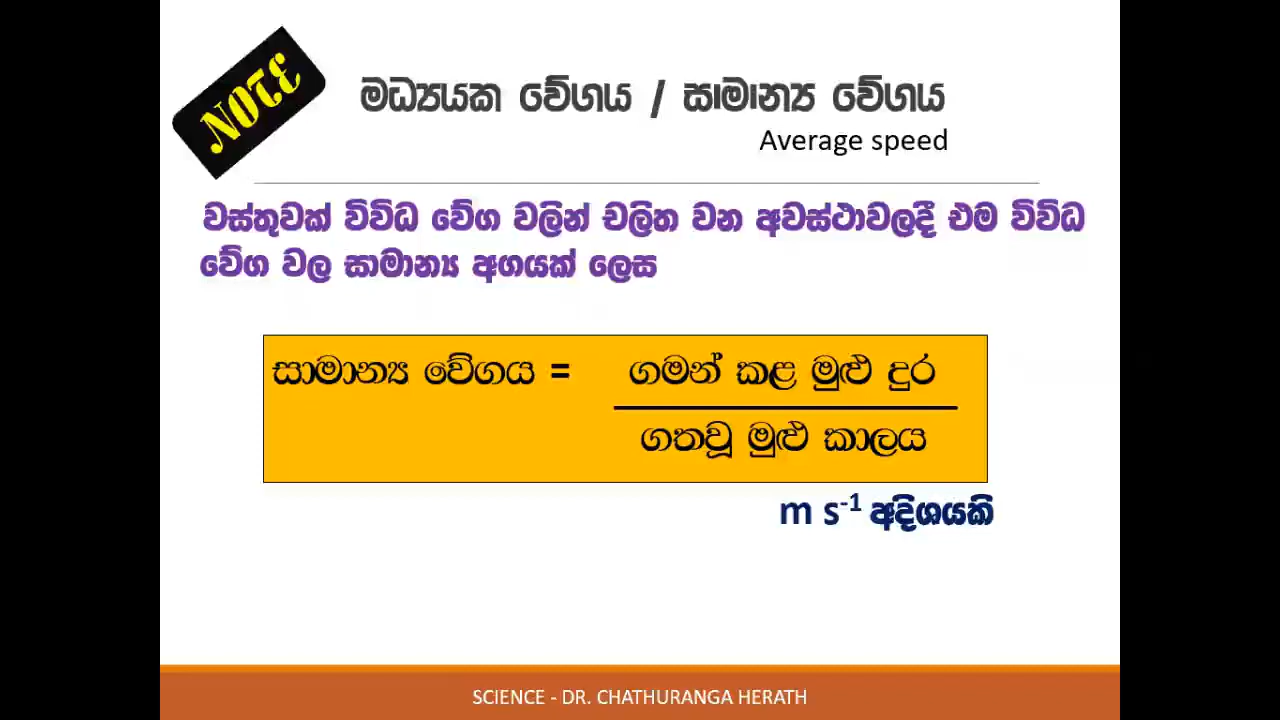 NOTE
මධ්‍යයක වේගය / සාමාන්‍ය වේගය
Average speed
වස්තුවක් විවිධ වේග වලින් චලිත වන අවස්ථාවලදී එම විවිධ
වේග වල සාමාන්‍ය අගයක් ලෙස
සාමාන්‍ය වේගය = ගමන් කළ මුළු දුර
ගතවූ මුළු කාලය
m s⁻¹ අදිශයකි
SCIENCE - DR. CHATHURANGA HERATH